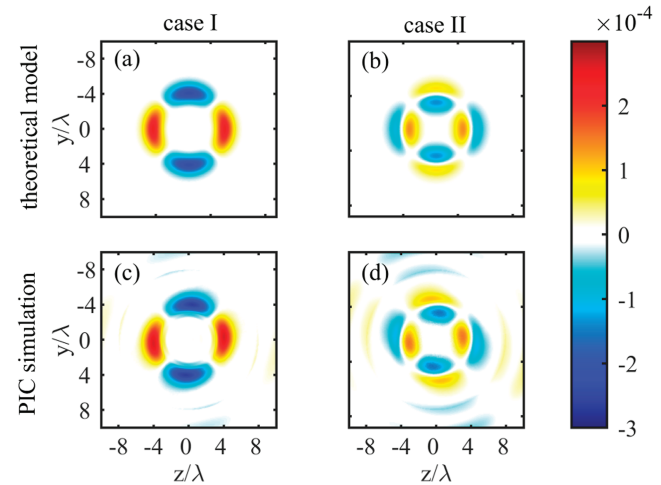 case I
case II
×10-4
theoretical model
y/λ
-8
-4
0
4
8
(a)
(b)
2
1
0
-1
-2
-3
PIC simulation
y/λ
-8
-4
0
4
8
(c)
(d)
-8 -4 0 4 8
-8 -4 0 4 8
z/λ
z/λ